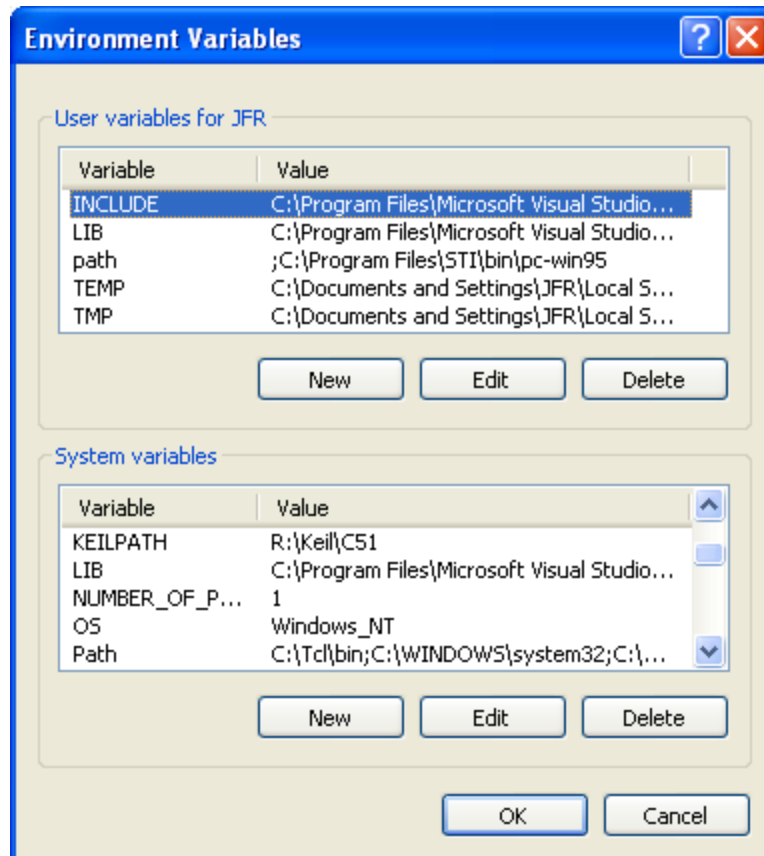 Environment Variables
User variables for JFR
Variable Value
INCLUDE C:\Program Files\Microsoft Visual Studio...
LIB C:\Program Files\Microsoft Visual Studio...
path ;C:\Program Files\STI\bin\pc-win95
TEMP C:\Documents and Settings\JFR\Local S...
TMP C:\Documents and Settings\JFR\Local S...
New Edit Delete
System variables
Variable Value
KEILPATH R:\Keil\C51
LIB C:\Program Files\Microsoft Visual Studio...
NUMBER_OF_P... 1
OS Windows_NT
Path C:\Tcl\bin;C:\WINDOWS\system32;C:\...
New Edit Delete
OK Cancel